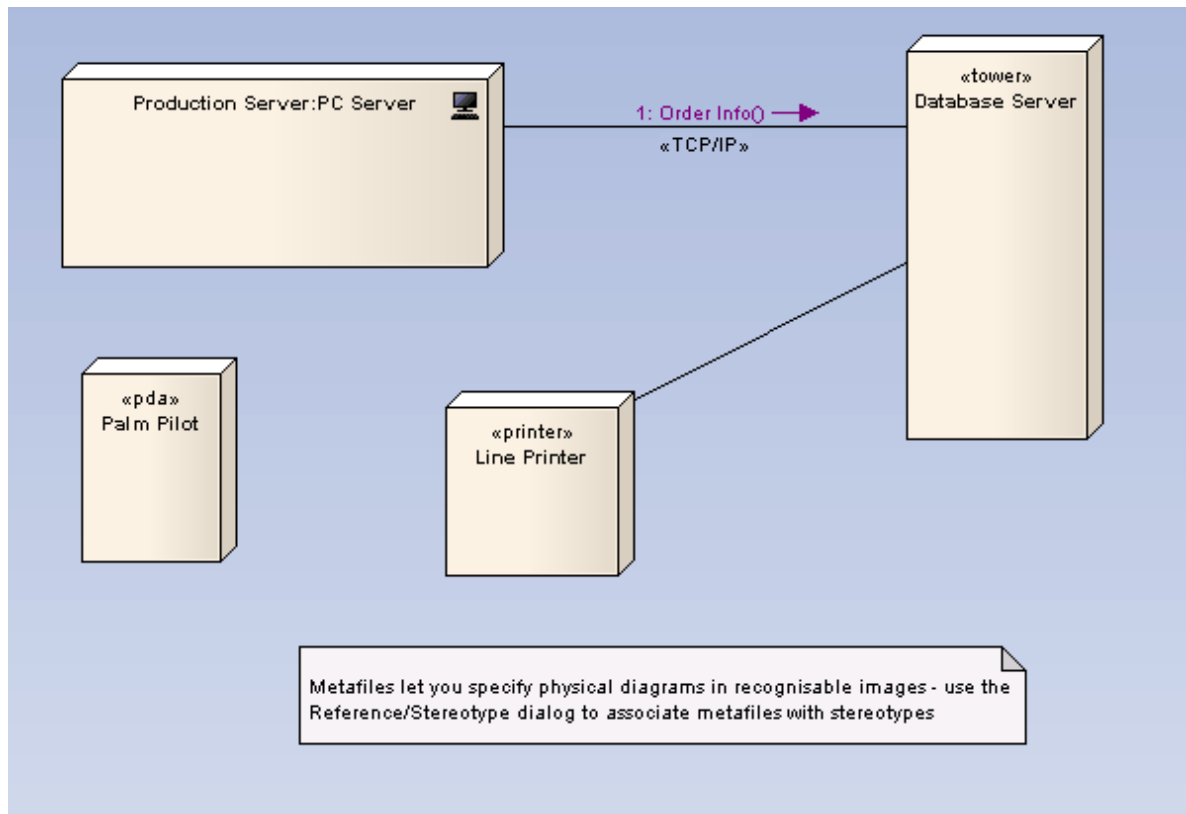 Production Server:PC Server
1: Order Info()
«TCP/IP»
«tower»
Database Server
«pda»
Palm Pilot
«printer»
Line Printer
Metafiles let you specify physical diagrams in recognisable images - use the
Reference/Stereotype dialog to associate metafiles with stereotypes